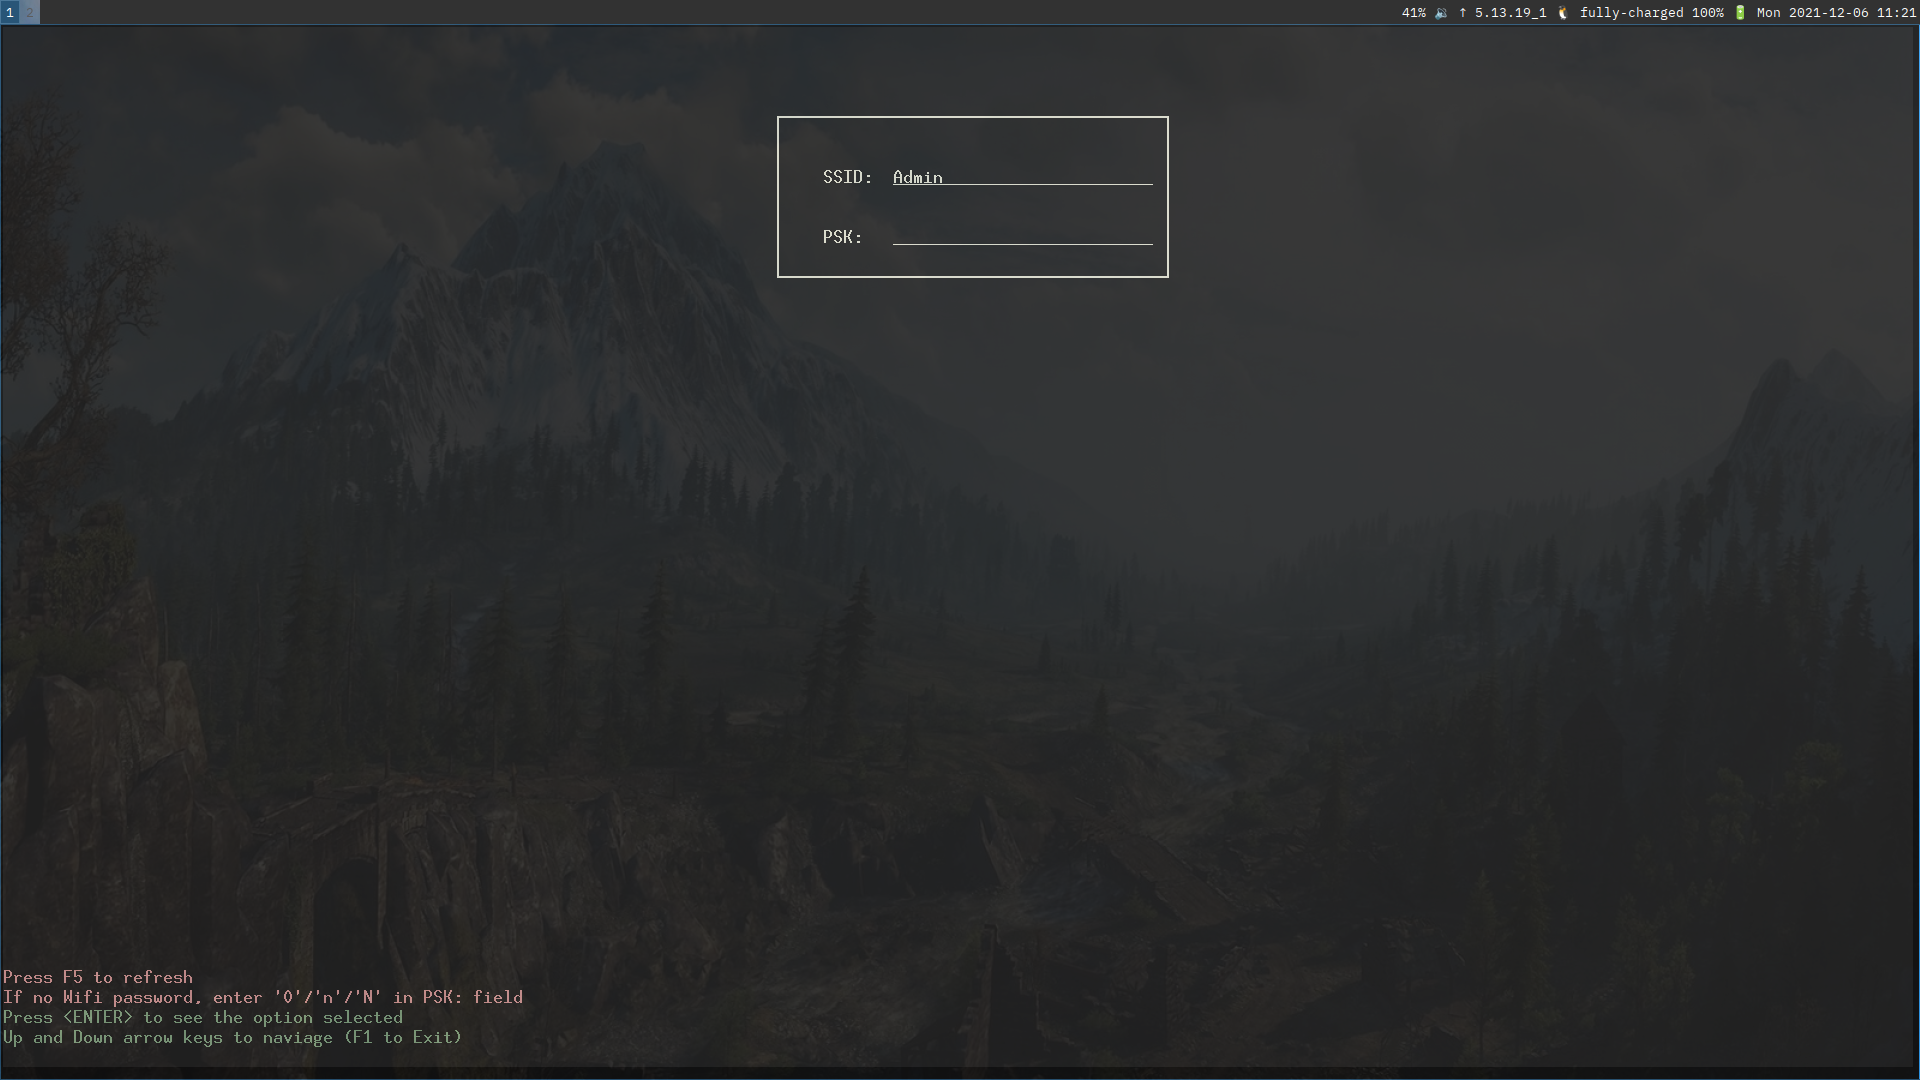 1 2
41% 🔉 ↑ 5.13.19_1 🐧 fully-charged 100% 🔋 Mon 2021-12-06 11:21
SSID: Admin
PSK:
Press F5 to refresh
If no Wifi password, enter '0'/'n'/'N' in PSK: field
Press <ENTER> to see the option selected
Up and Down arrow keys to naviage (F1 to Exit)